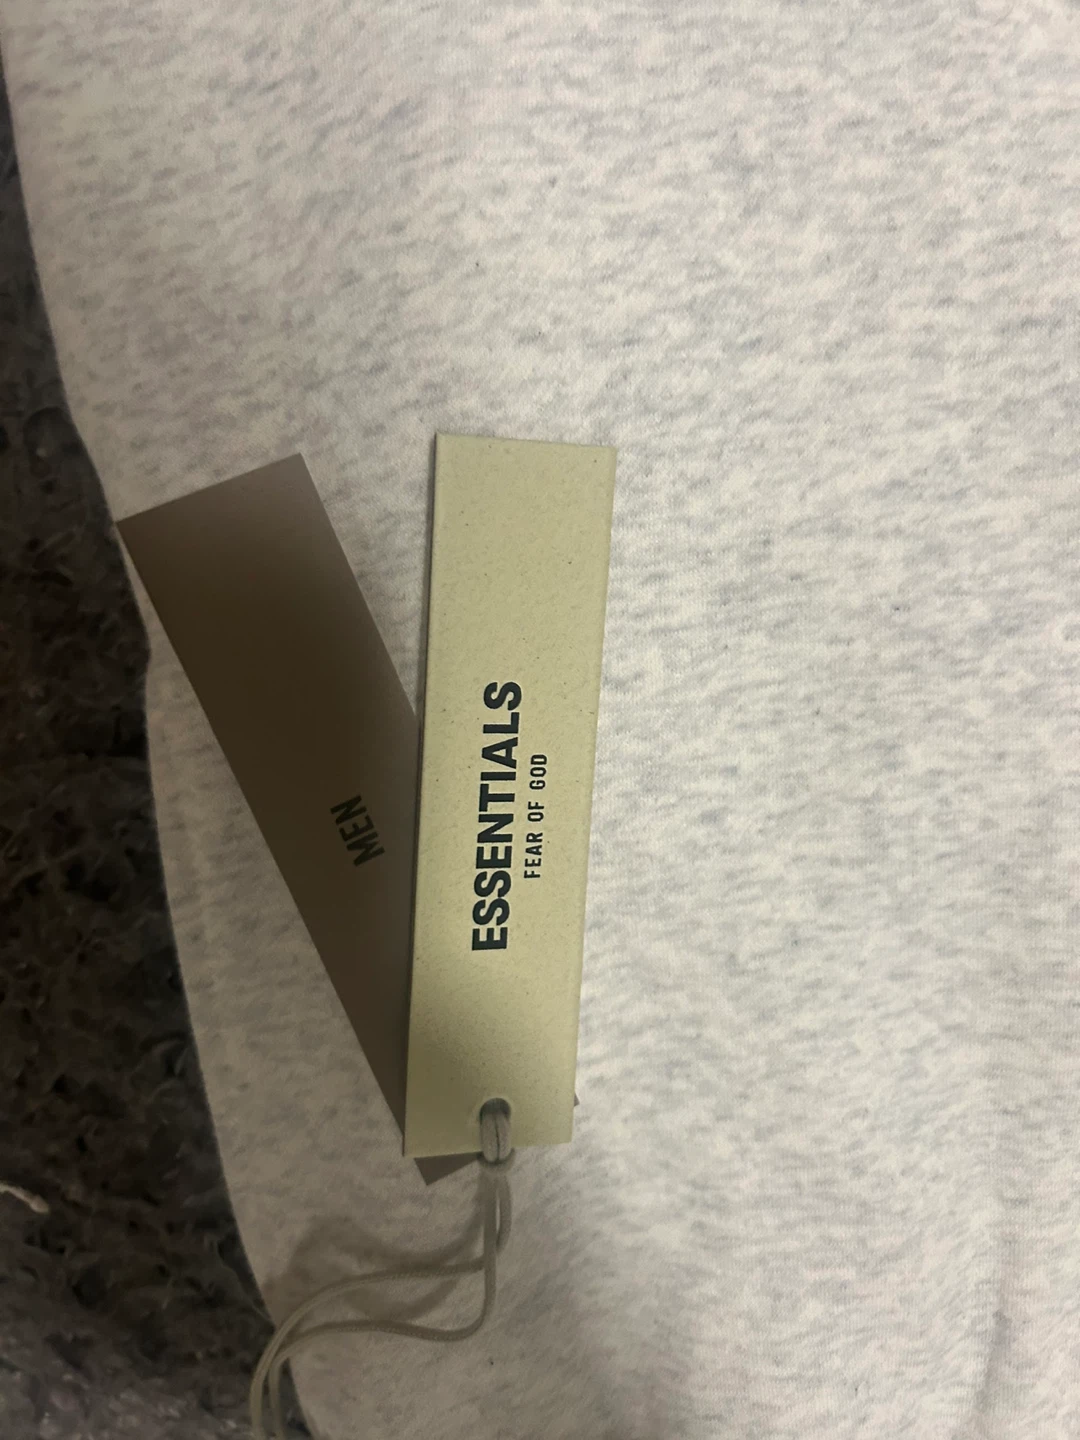 ESSENTIALS
FEAR OF GOD
MEN